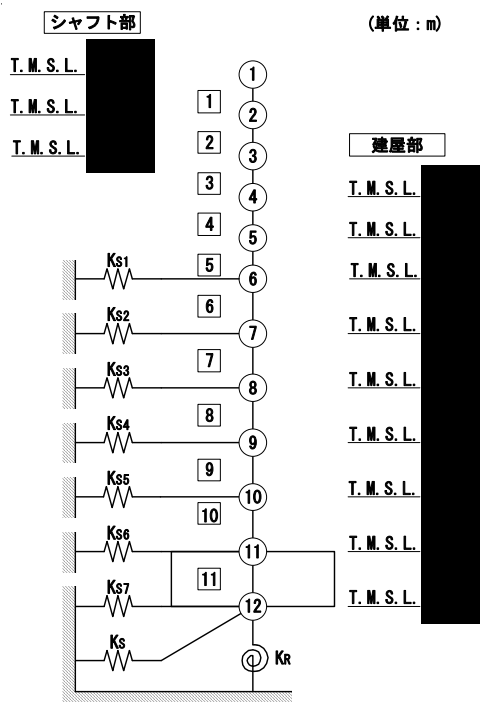 シャフト部
(単位：m)
T.M.S.L.
1
1
T.M.S.L.
2
2
T.M.S.L.
3
建屋部
3
T.M.S.L.
4
4
T.M.S.L.
5
KS1
5
6
T.M.S.L.
6
KS2
7
T.M.S.L.
7
KS3
8
T.M.S.L.
8
KS4
9
T.M.S.L.
9
KS5
10
T.M.S.L.
10
KS6
11
T.M.S.L.
11
KS7
12
T.M.S.L.
KS
KR